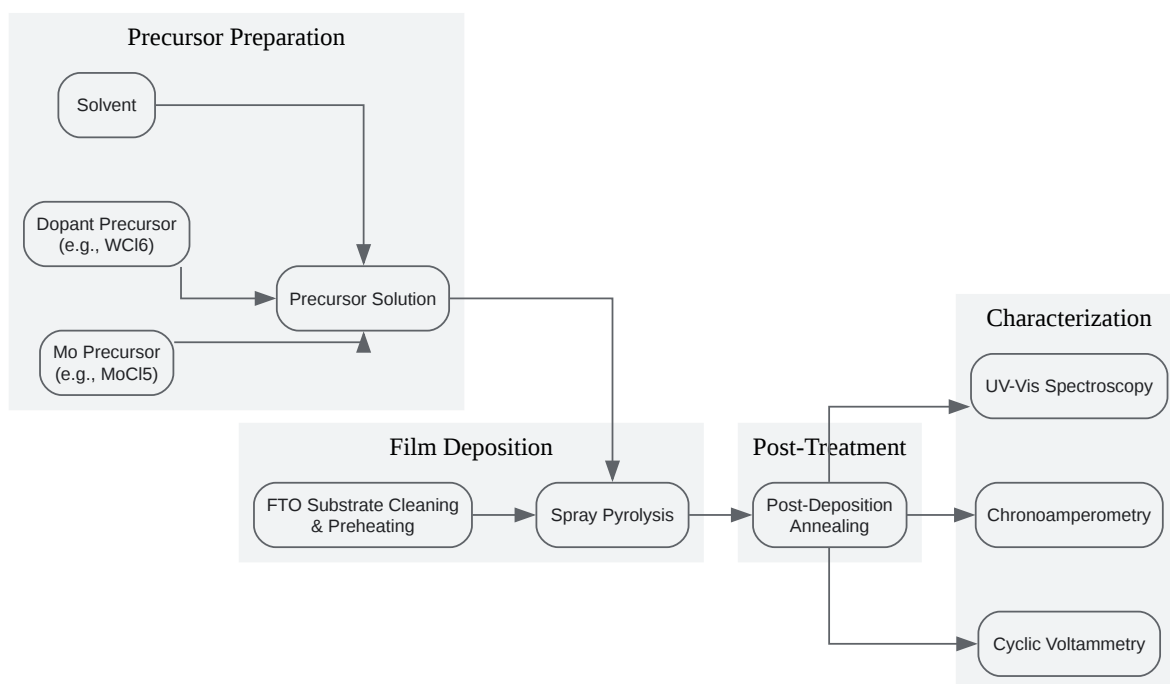 Precursor Preparation
Solvent
Dopant Precursor
(e.g., WCl6)
Precursor Solution
Mo Precursor
(e.g., MoCl5)
Film Deposition
FTO Substrate Cleaning
& Preheating
Spray Pyrolysis
Post-Treatment
Post-Deposition
Annealing
Characterization
UV-Vis Spectroscopy
Chronoamperometry
Cyclic Voltammetry